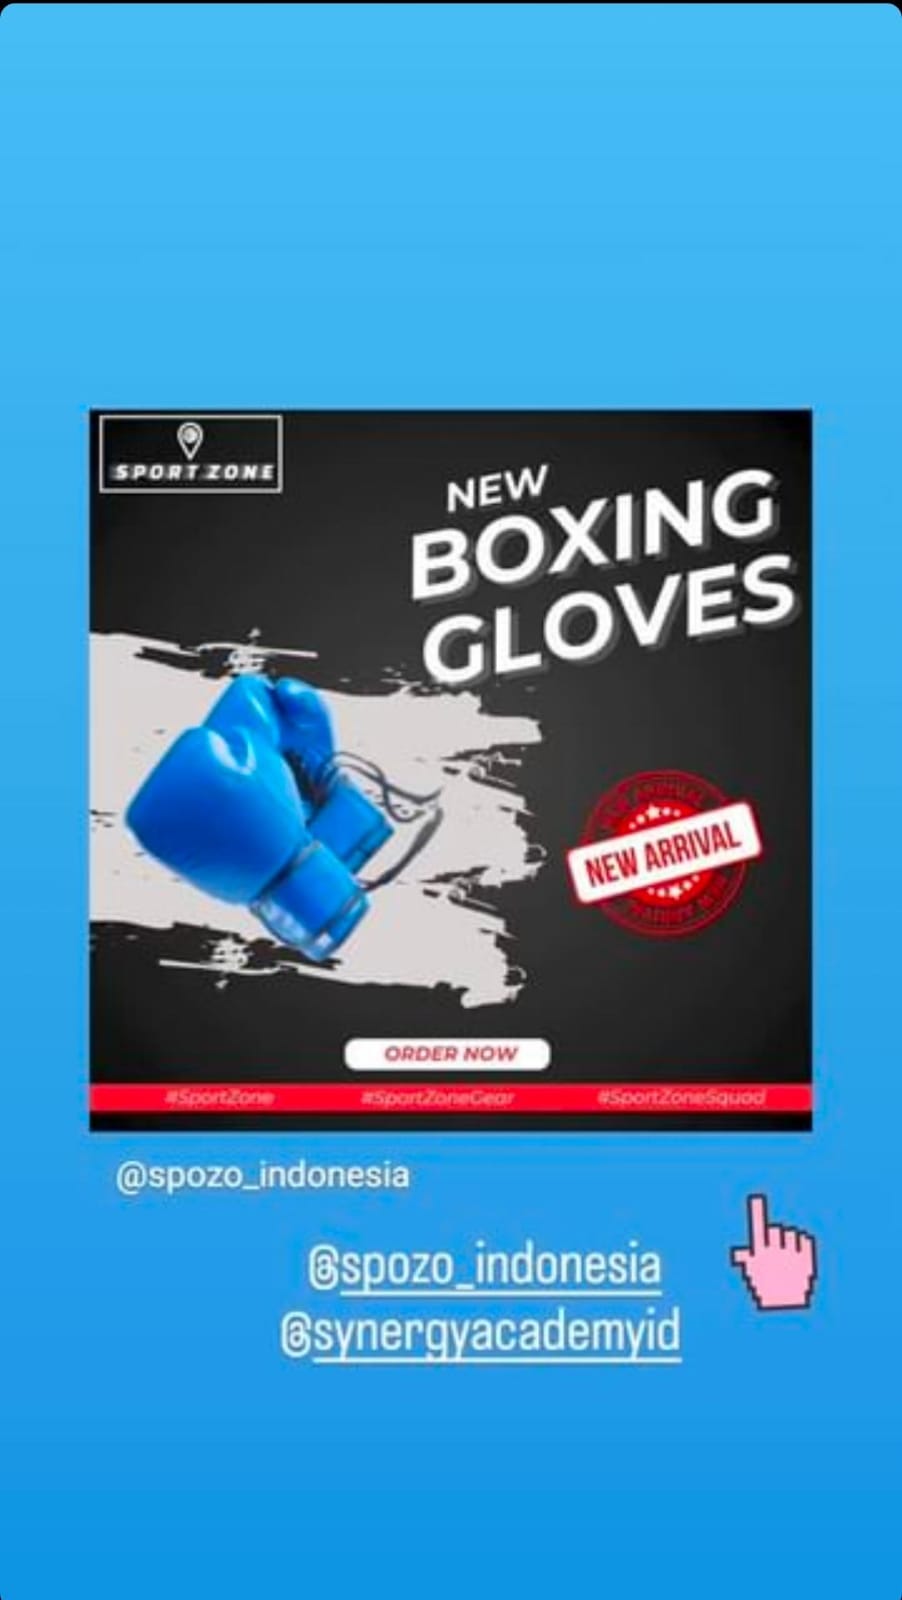 SPORT ZONE
NEW
BOXING
GLOVES
NEW ARRIVAL
ORDER NOW
#SportZone #SportZoneGear #SportZoneSquad
@spozo_indonesia
@spozo_indonesia
@synergyacademyid